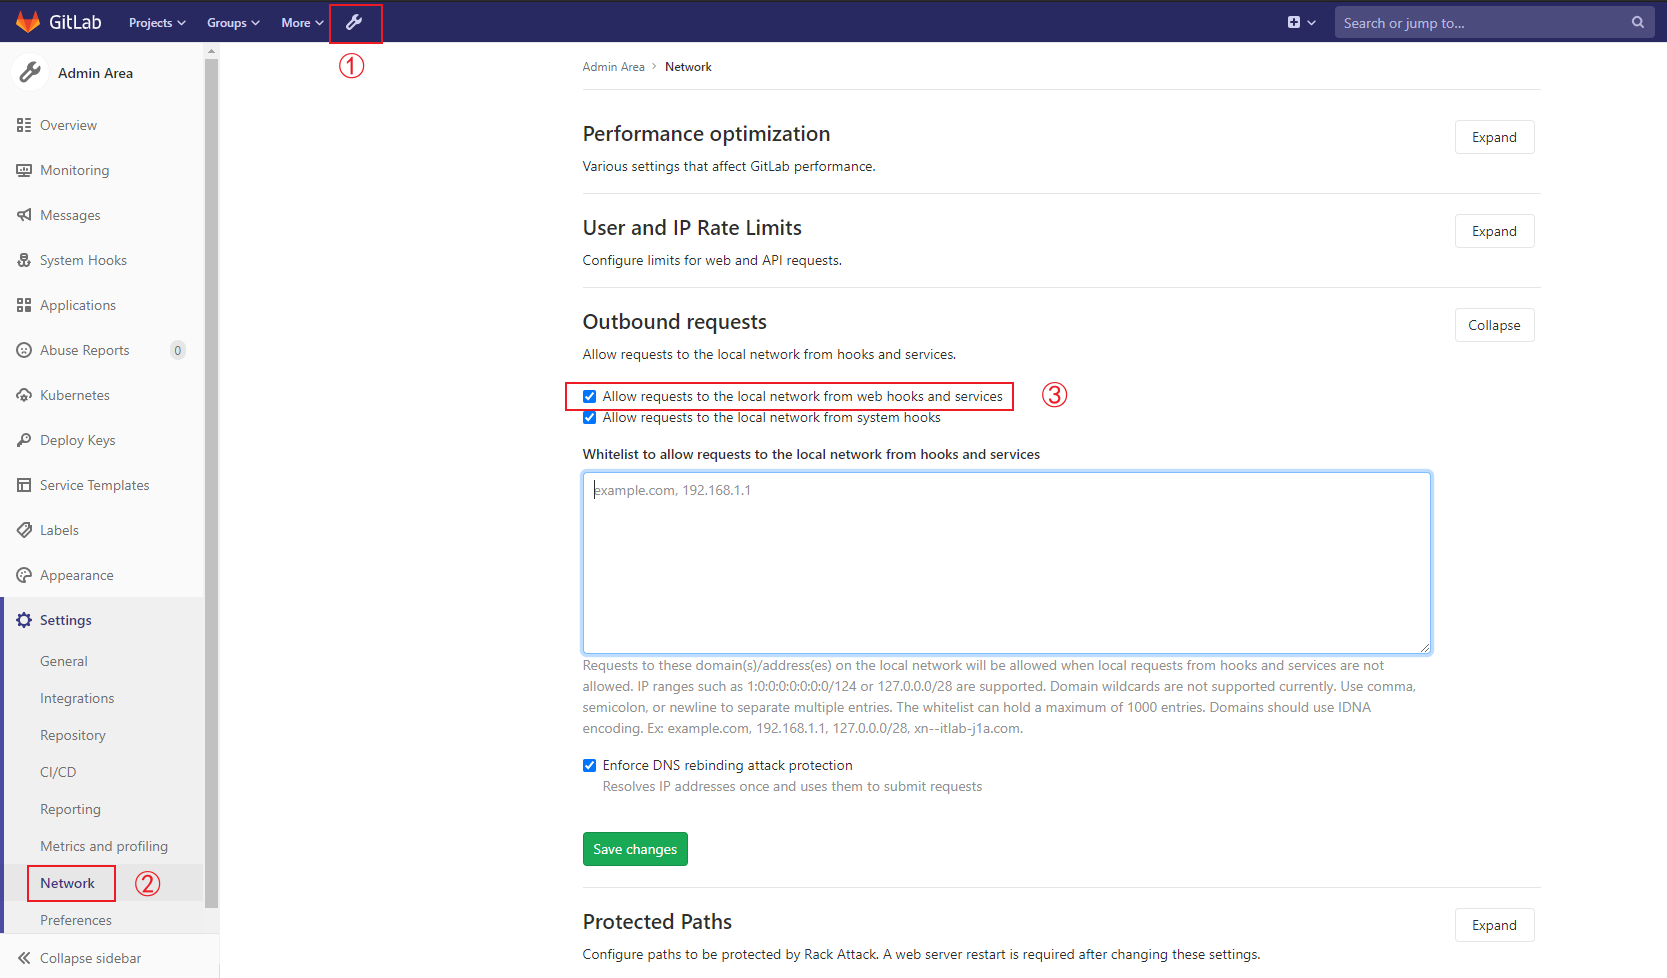 GitLab Projects Groups More Search or jump to...
①
Admin Area
Overview
Monitoring
Messages
System Hooks
Applications
Abuse Reports 0
Kubernetes
Deploy Keys
Service Templates
Labels
Appearance
Settings
General
Integrations
Repository
CI/CD
Reporting
Metrics and profiling
Network ②
Preferences
Collapse sidebar
Admin Area > Network
Performance optimization
Expand
Various settings that affect GitLab performance.
User and IP Rate Limits
Expand
Configure limits for web and API requests.
Outbound requests
Collapse
Allow requests to the local network from hooks and services.
Allow requests to the local network from web hooks and services ③
Allow requests to the local network from system hooks
Whitelist to allow requests to the local network from hooks and services
example.com, 192.168.1.1
Requests to these domain(s)/address(es) on the local network will be allowed when local requests from hooks and services are not
allowed. IP ranges such as 1:0:0:0:0:0:0:0/124 or 127.0.0.0/28 are supported. Domain wildcards are not supported currently. Use comma,
semicolon, or newline to separate multiple entries. The whitelist can hold a maximum of 1000 entries. Domains should use IDNA
encoding. Ex: example.com, 192.168.1.1, 127.0.0.0/28, xn--itlab-j1a.com.
Enforce DNS rebinding attack protection
Resolves IP addresses once and uses them to submit requests
Save changes
Protected Paths
Expand
Configure paths to be protected by Rack Attack. A web server restart is required after changing these settings.